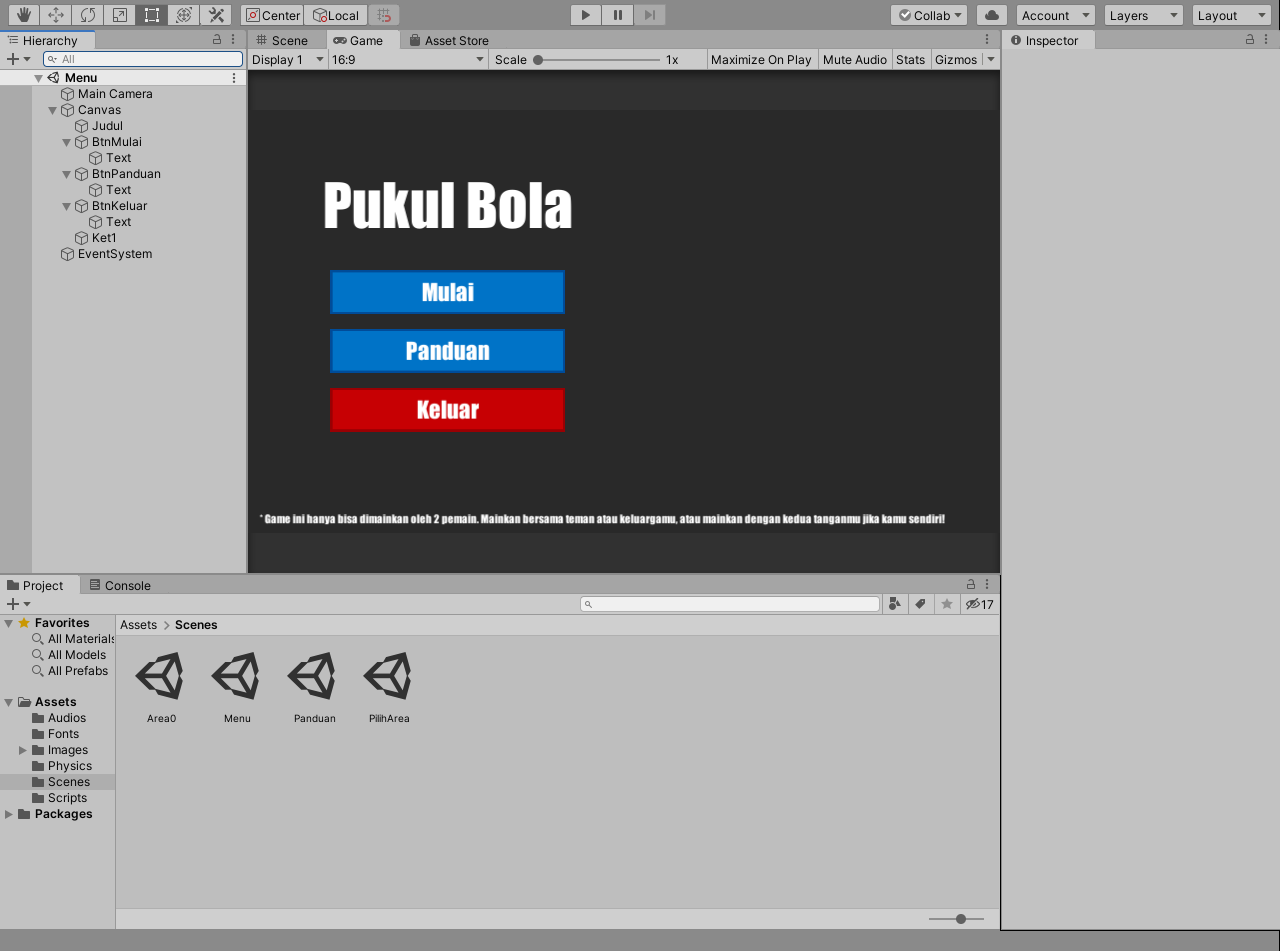 Center
Local
Collab
Account
Layers
Layout
Hierarchy
Scene
Game
Asset Store
Inspector
All
Display 1
16:9
Scale
1x
Maximize On Play
Mute Audio
Stats
Gizmos
Menu
Main Camera
Canvas
Judul
BtnMulai
Text
BtnPanduan
Text
BtnKeluar
Text
Ket1
EventSystem
Pukul Bola
Mulai
Panduan
Keluar
* Game ini hanya bisa dimainkan oleh 2 pemain. Mainkan bersama teman atau keluargamu, atau mainkan dengan kedua tanganmu jika kamu sendiri!
Project
Console
17
Favorites
All Materials
All Models
All Prefabs
Assets
Audios
Fonts
Images
Physics
Scenes
Scripts
Packages
Assets > Scenes
Area0
Menu
Panduan
PilihArea